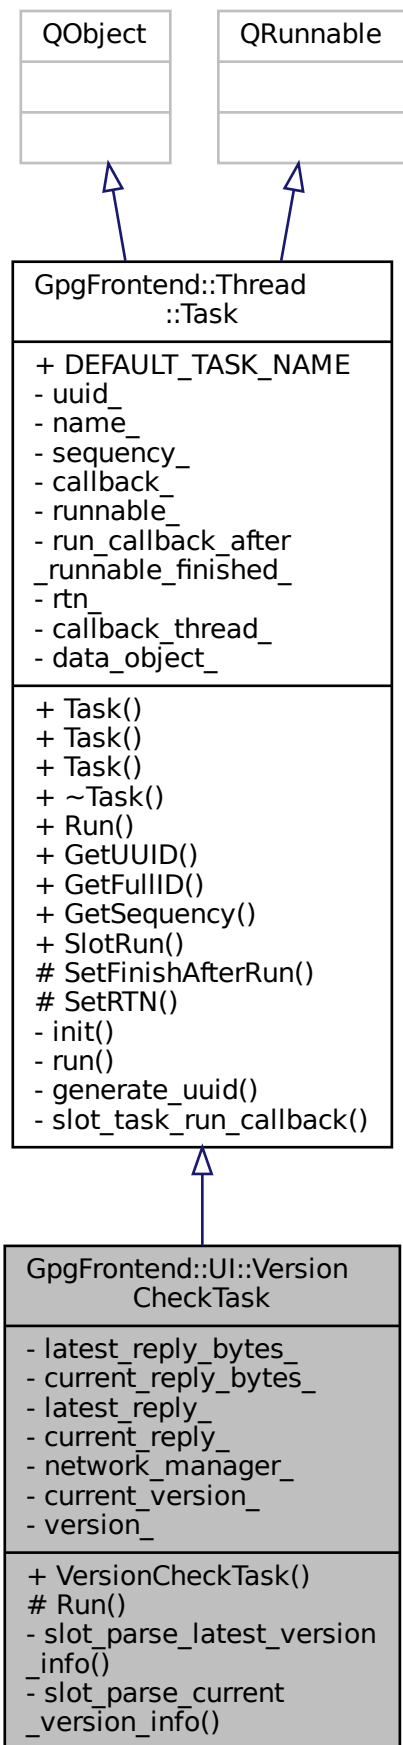 QObject
QRunnable
GpgFrontend::Thread
::Task
+ DEFAULT_TASK_NAME
- uuid_
- name_
- sequency_
- callback_
- runnable_
- run_callback_after
_runnable_finished_
- rtn_
- callback_thread_
- data_object_
+ Task()
+ Task()
+ Task()
+ ~Task()
+ Run()
+ GetUUID()
+ GetFullID()
+ GetSequency()
+ SlotRun()
# SetFinishAfterRun()
# SetRTN()
- init()
- run()
- generate_uuid()
- slot_task_run_callback()
GpgFrontend::UI::Version
CheckTask
- latest_reply_bytes_
- current_reply_bytes_
- latest_reply_
- current_reply_
- network_manager_
- current_version_
- version_
+ VersionCheckTask()
# Run()
- slot_parse_latest_version
_info()
- slot_parse_current
_version_info()